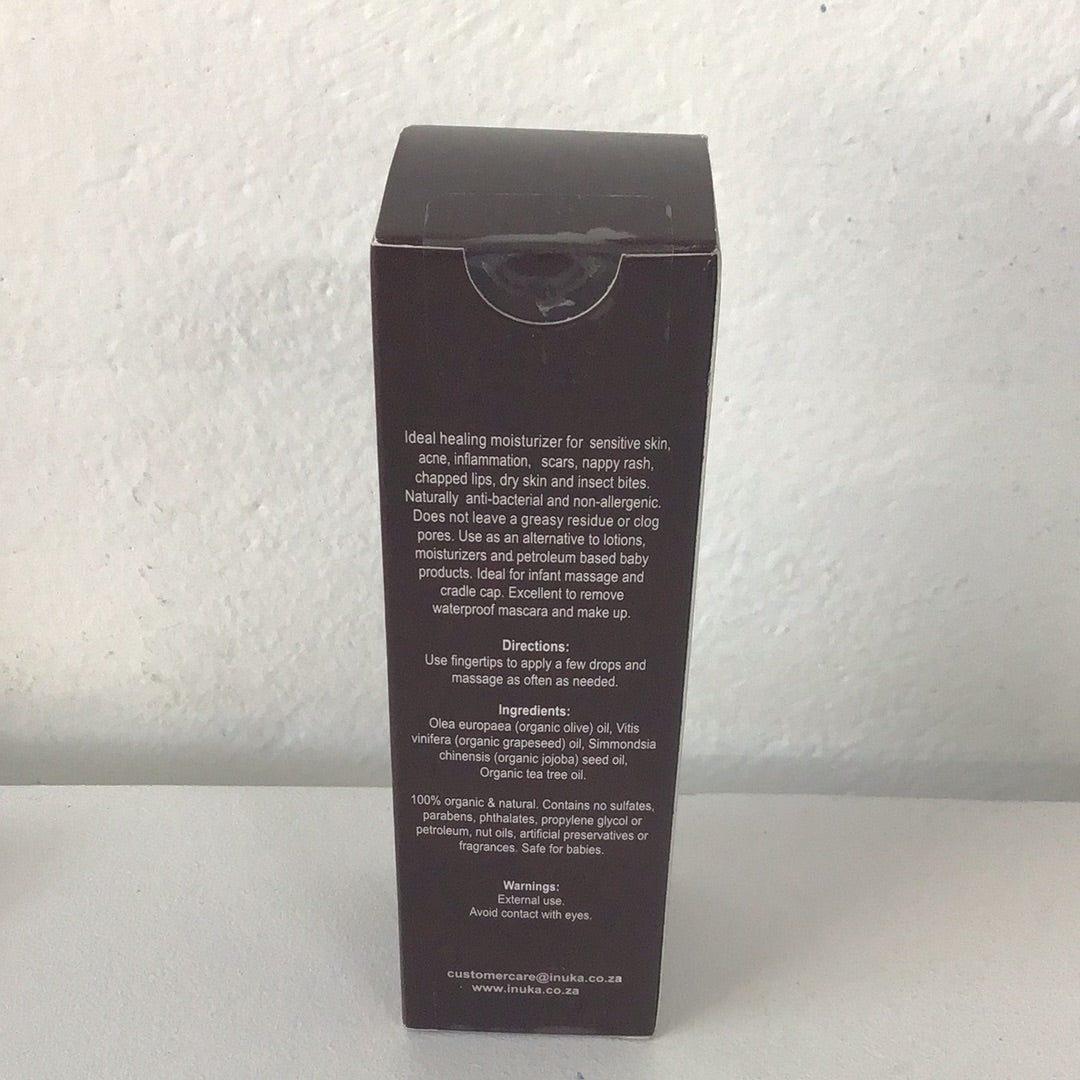 Ideal healing moisturizer for sensitive skin,
acne, inflammation, scars, nappy rash,
chapped lips, dry skin and insect bites.
Naturally anti-bacterial and non-allergenic.
Does not leave a greasy residue or clog
pores. Use as an alternative to lotions,
moisturizers and petroleum based baby
products. Ideal for infant massage and
cradle cap. Excellent to remove
waterproof mascara and make up.
Directions:
Use fingertips to apply a few drops and
massage as often as needed.
Ingredients:
Olea europaea (organic olive) oil, Vitis
vinifera (organic grapeseed) oil, Simmondsia
chinensis (organic jojoba) seed oil,
Organic tea tree oil.
100% organic & natural. Contains no sulfates,
parabens, phthalates, propylene glycol or
petroleum, nut oils, artificial preservatives or
fragrances. Safe for babies.
Warnings:
External use.
Avoid contact with eyes.
customercare@inuka.co.za
www.inuka.co.za